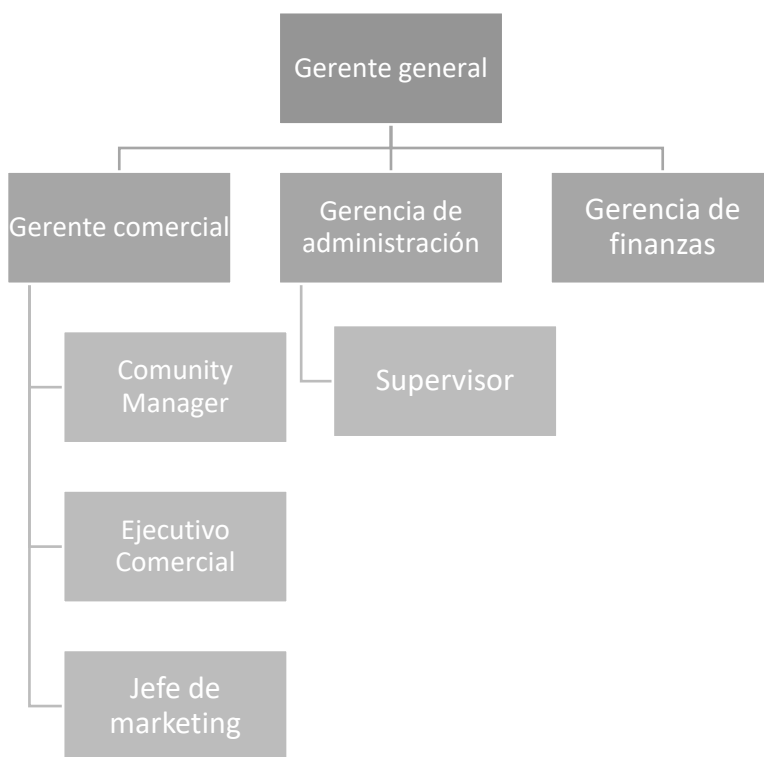 Gerente general
Gerente comercial
Gerencia de
administración
Gerencia de
finanzas
Comunity
Manager
Supervisor
Ejecutivo
Comercial
Jefe de
marketing